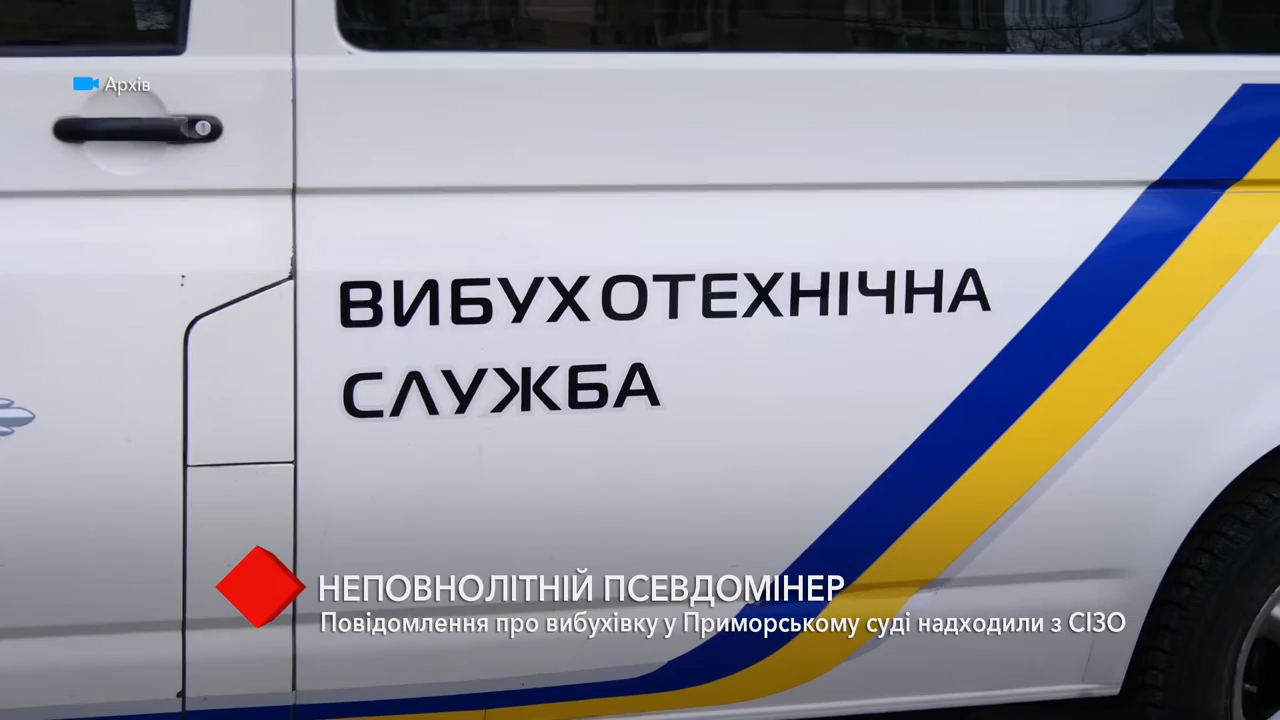 Архів
ВИБУХОТЕХНІЧНА
СЛУЖБА
НЕПОВНОЛІТНІЙ ПСЕВДОМІНЕР
Повідомлення про вибухівку у Приморському суді надходили з СІЗО